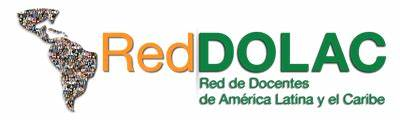 RedDOLAC
Red de Docentes
de América Latina y el Caribe